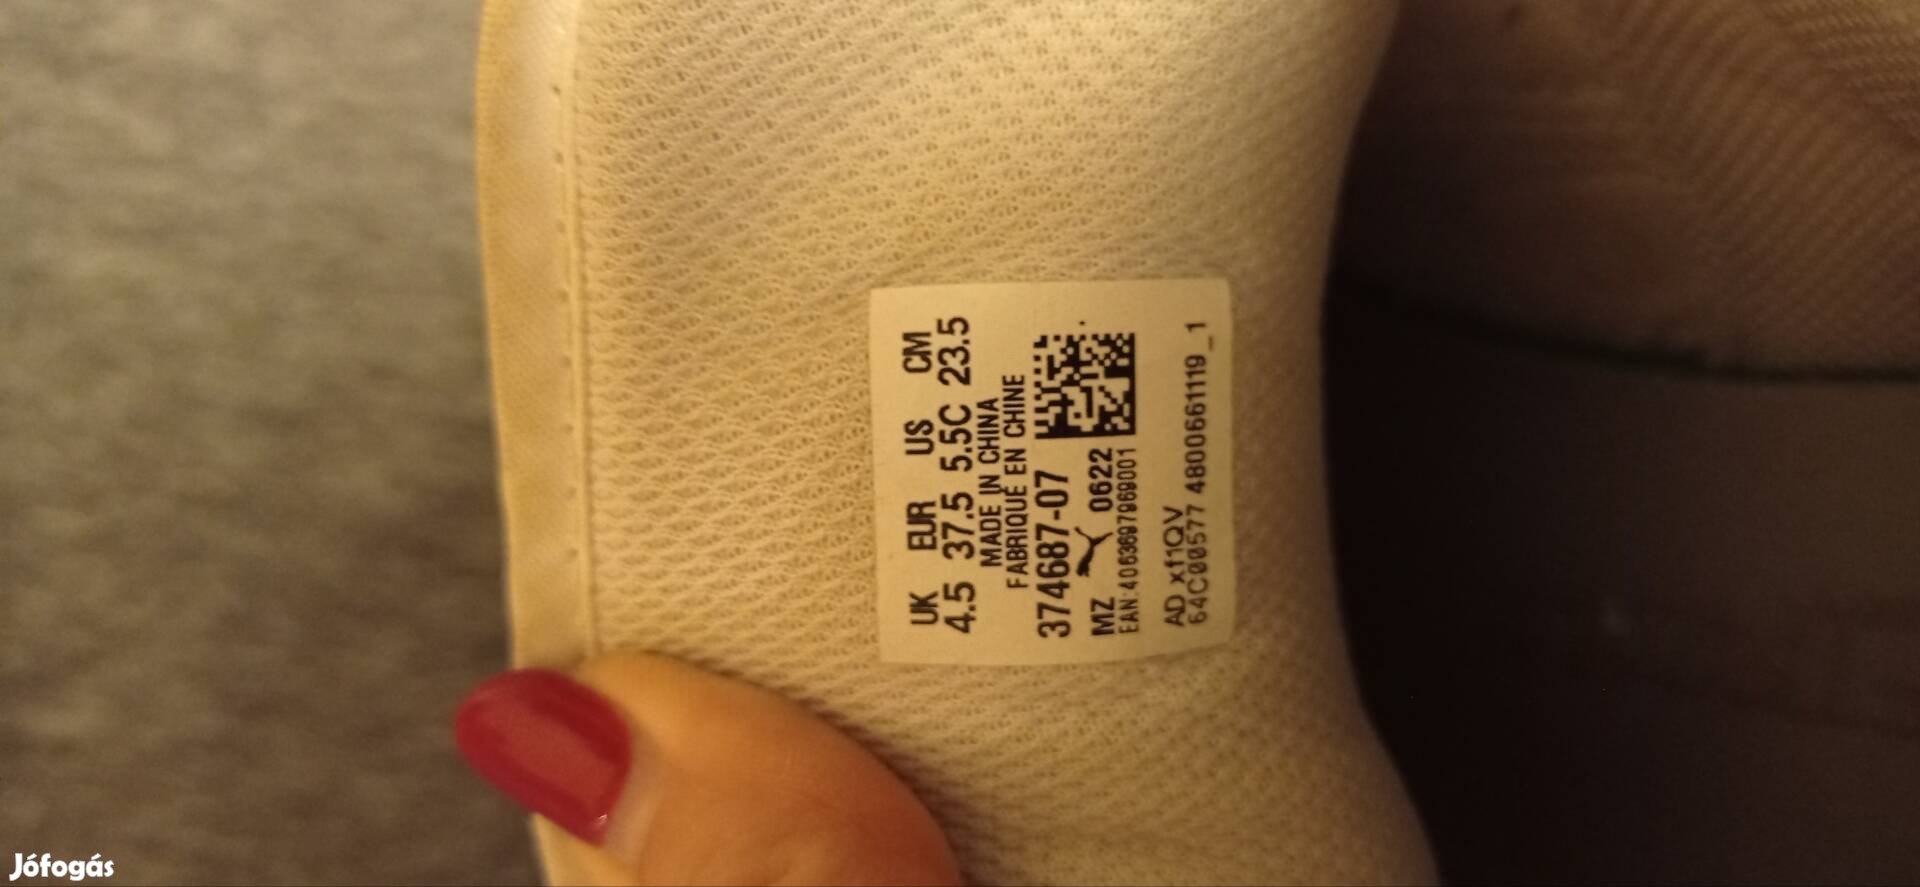 UK EUR US CM
4.5 37.5 5.5C 23.5
MADE IN CHINA
FABRIQUÉ EN CHINE
374687-07
MZ 0622
EAN:4063697969001
AD xf1QV
64C00577 4800661119_1
Jófogás